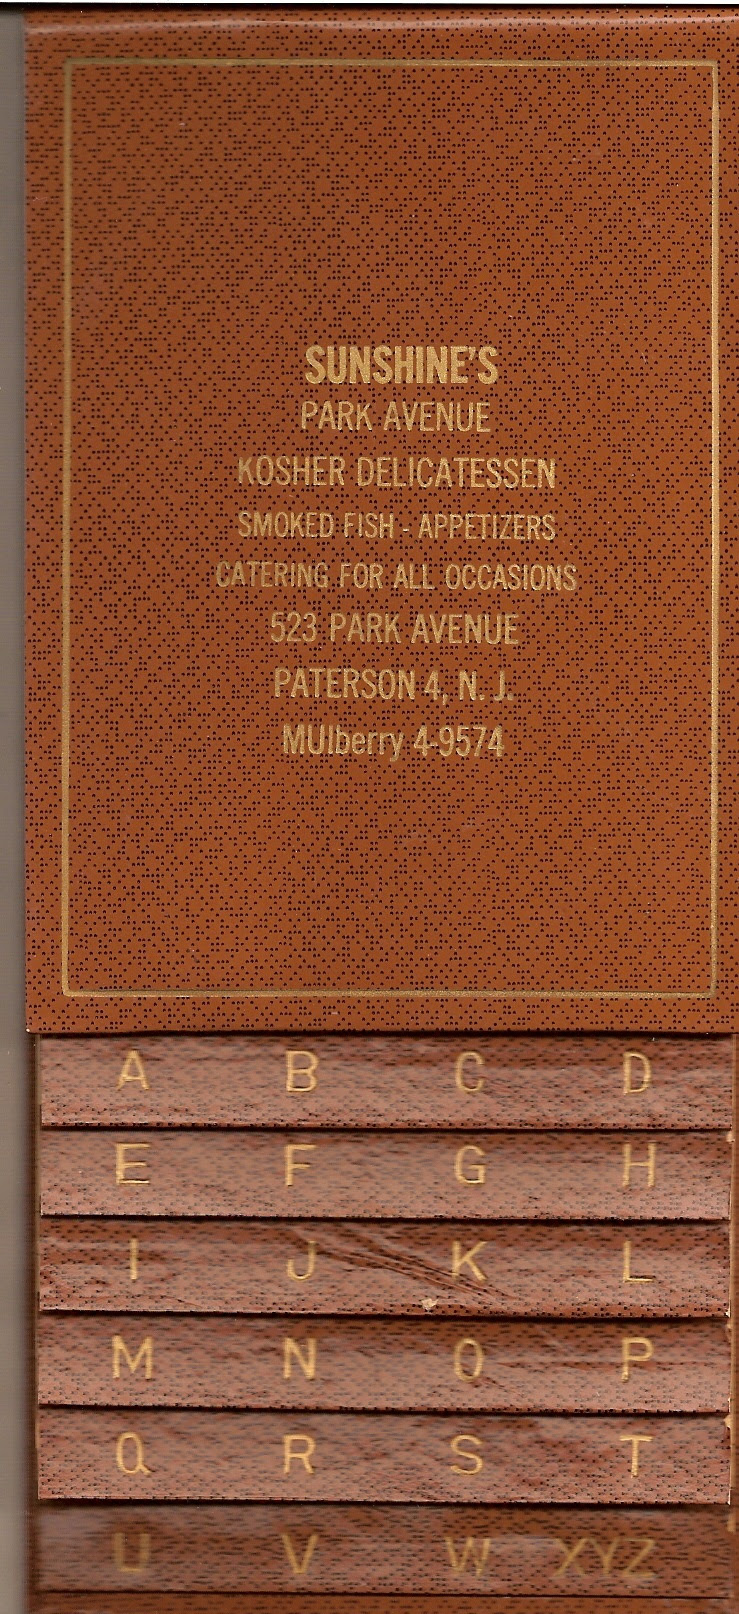 SUNSHINE'S
PARK AVENUE
KOSHER DELICATESSEN
SMOKED FISH - APPETIZERS
CATERING FOR ALL OCCASIONS
523 PARK AVENUE
PATERSON 4, N. J.
MUlberry 4-9574
A B C D
E F G H
I J K L
M N O P
Q R S T
U V W XYZ